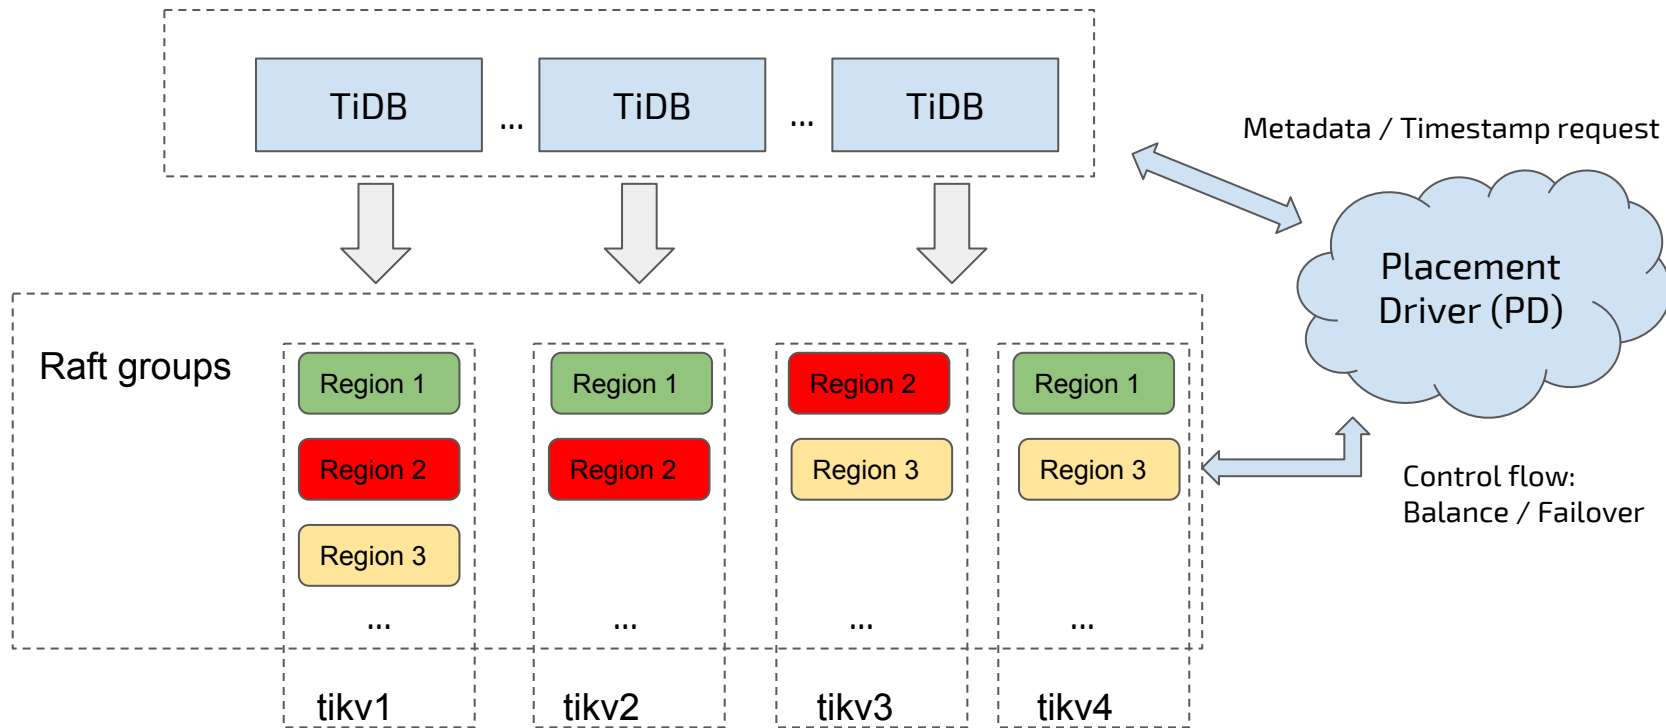 TiDB
...
TiDB
...
TiDB
Metadata / Timestamp request
Placement
Driver (PD)
Raft groups
Region 1
Region 2
Region 3
...
tikv1
Region 1
Region 2
...
tikv2
Region 2
Region 3
...
tikv3
Region 1
Region 3
...
tikv4
Control flow:
Balance / Failover